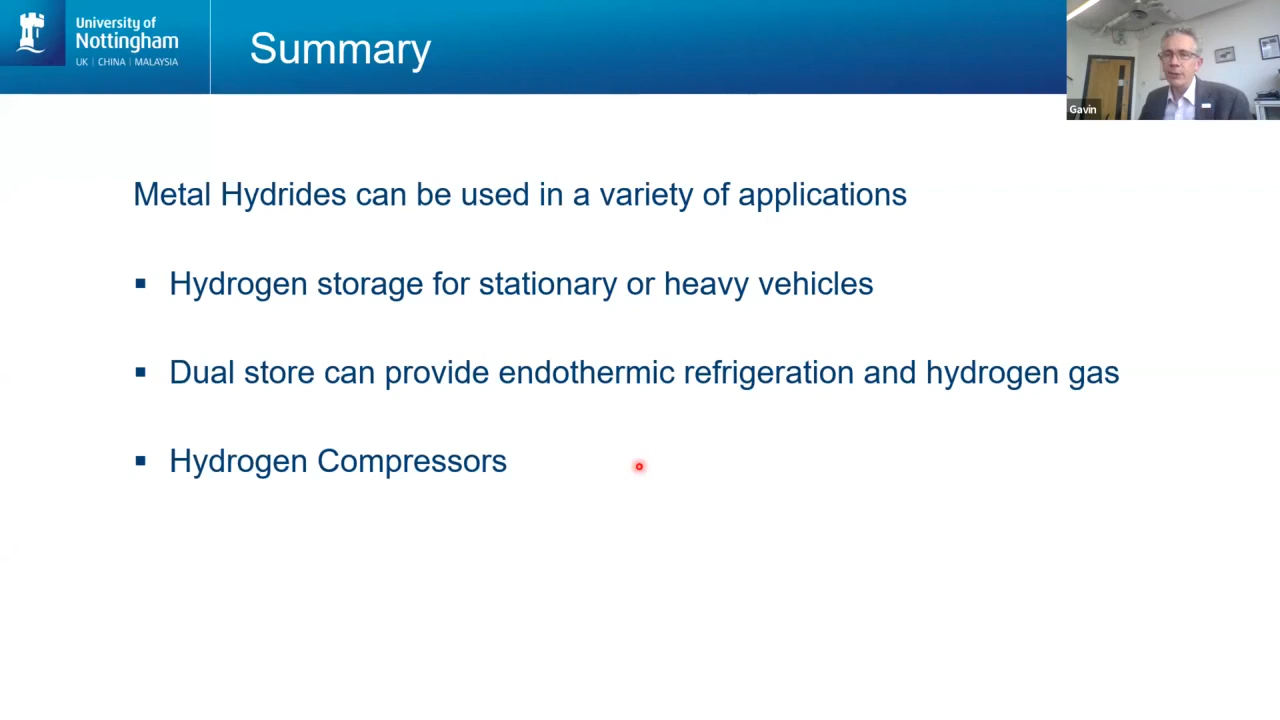 University of
Nottingham
UK | CHINA | MALAYSIA
Summary
Gavin
Metal Hydrides can be used in a variety of applications
▪ Hydrogen storage for stationary or heavy vehicles
▪ Dual store can provide endothermic refrigeration and hydrogen gas
▪ Hydrogen Compressors